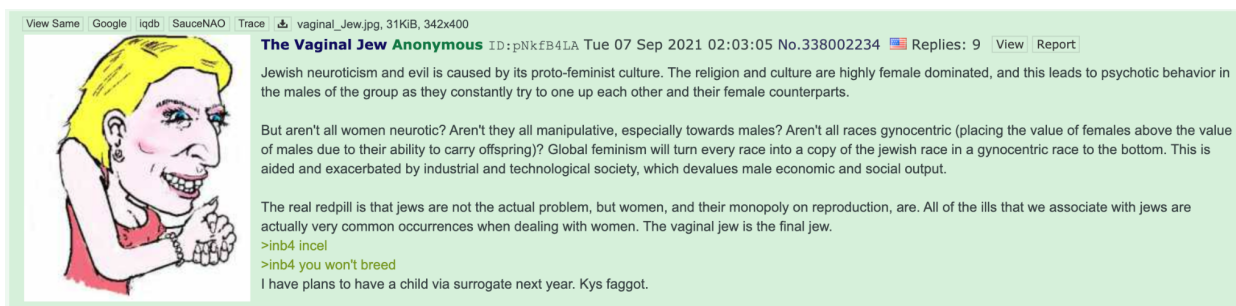 View Same Google iqdb SauceNAO Trace vaginal_Jew.jpg, 31KiB, 342x400
The Vaginal Jew Anonymous ID:pNkfB4LA Tue 07 Sep 2021 02:03:05 No.338002234 Replies: 9 View Report
Jewish neuroticism and evil is caused by its proto-feminist culture. The religion and culture are highly female dominated, and this leads to psychotic behavior in
the males of the group as they constantly try to one up each other and their female counterparts.
But aren't all women neurotic? Aren't they all manipulative, especially towards males? Aren't all races gynocentric (placing the value of females above the value
of males due to their ability to carry offspring)? Global feminism will turn every race into a copy of the jewish race in a gynocentric race to the bottom. This is
aided and exacerbated by industrial and technological society, which devalues male economic and social output.
The real redpill is that jews are not the actual problem, but women, and their monopoly on reproduction, are. All of the ills that we associate with jews are
actually very common occurrences when dealing with women. The vaginal jew is the final jew.
>inb4 incel
>inb4 you won't breed
I have plans to have a child via surrogate next year. Kys faggot.